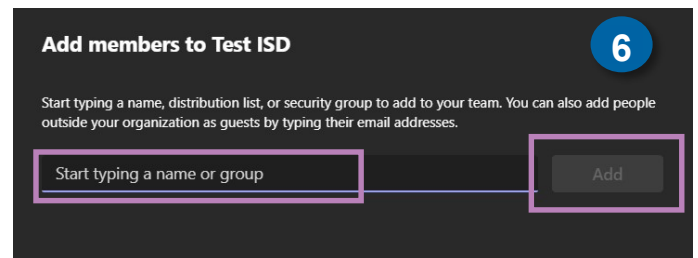 Add members to Test ISD
6
Start typing a name, distribution list, or security group to add to your team. You can also add people
outside your organization as guests by typing their email addresses.
Start typing a name or group
Add